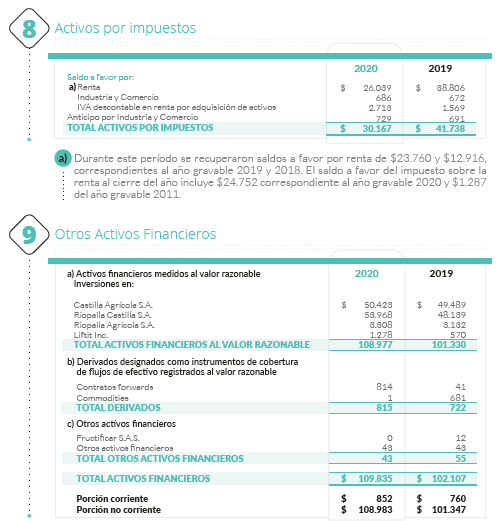 8 Activos por impuestos
2020 2019
Saldo a favor por:
a) Renta $ 26.039 $ 38.806
Industria y Comercio 686 672
IVA descontable en renta por adquisición de activos 2.713 1.569
Anticipo por Industria y Comercio 729 691
TOTAL ACTIVOS POR IMPUESTOS $ 30.167 $ 41.738
a) Durante este período se recuperaron saldos a favor por renta de $23.760 y $12.916,
correspondientes al año gravable 2019 y 2018. El saldo a favor del impuesto sobre la
renta al cierre del año incluye $24.752 correspondiente al año gravable 2020 y $1.287
del año gravable 2011.
9 Otros Activos Financieros
a) Activos financieros medidos al valor razonable 2020 2019
Inversiones en:
Castilla Agrícola S.A. $ 50.423 $ 49.489
Riopaila Castilla S.A. 53.968 48.139
Riopaila Agrícola S.A. 3.308 3.132
Liftit Inc. 1.278 570
TOTAL ACTIVOS FINANCIEROS AL VALOR RAZONABLE 108.977 101.330
b) Derivados designados como instrumentos de cobertura
de flujos de efectivo registrados al valor razonable
Contratos forwards 814 41
Commodities 1 681
TOTAL DERIVADOS 815 722
c) Otros activos financieros
Fructificar S.A.S. 0 12
Otros activos financieros 43 43
TOTAL OTROS ACTIVOS FINANCIEROS 43 55
TOTAL ACTIVOS FINANCIEROS $ 109.835 $ 102.107
Porción corriente $ 852 $ 760
Porción no corriente $ 108.983 $ 101.347